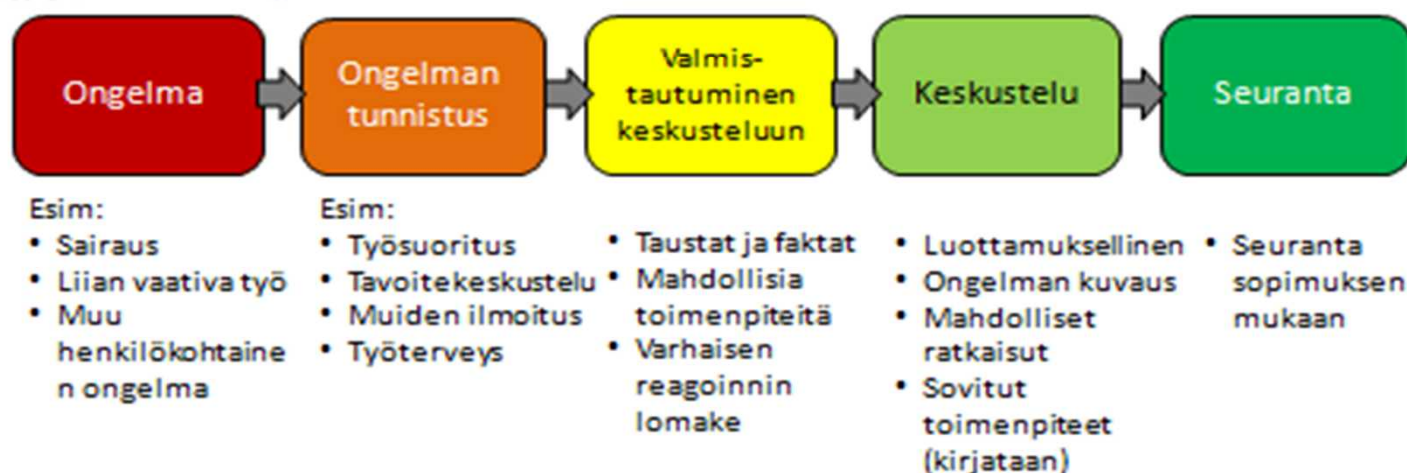 Ongelma
Ongelman
tunnistus
Valmis-
tautuminen
keskusteluun
Keskustelu
Seuranta
Esim:
• Sairaus
• Liian vaativa työ
• Muu
henkilökohtaine
n ongelma
Esim:
• Työsuoritus
• Tavoitekeskustelu
• Muiden ilmoitus
• Työterveys
• Taustat ja faktat
• Mahdollisia
toimenpiteitä
• Varhaisen
reagoinnin
lomake
• Luottamuksellinen
• Ongelman kuvaus
• Mahdolliset
ratkaisut
• Sovitut
toimenpiteet
(kirjataan)
• Seuranta
sopimuksen
mukaan